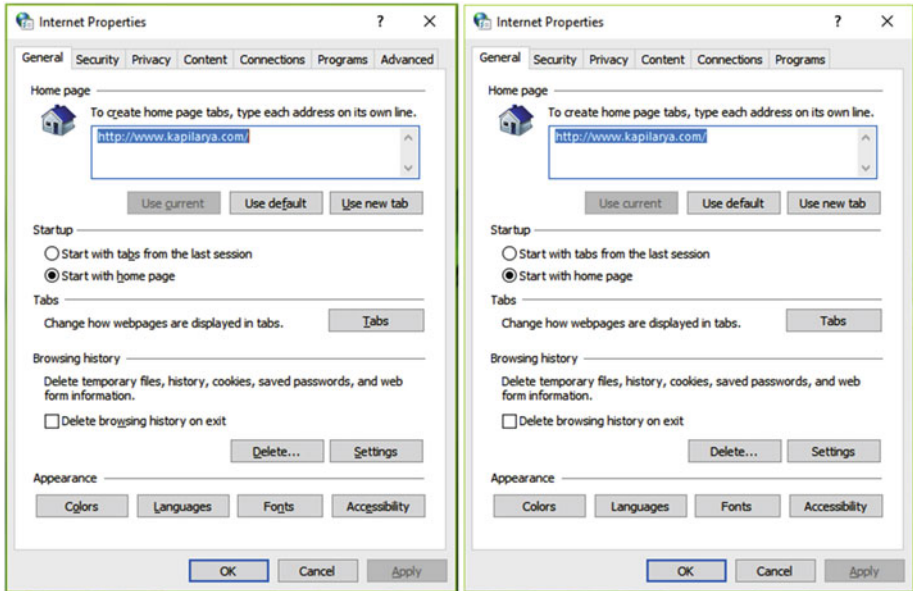 Internet Properties ? ✕
General Security Privacy Content Connections Programs Advanced
Home page
To create home page tabs, type each address on its own line.
http://www.kapilarya.com/
Use current Use default Use new tab
Startup
Start with tabs from the last session
Start with home page
Tabs
Change how webpages are displayed in tabs. Tabs
Browsing history
Delete temporary files, history, cookies, saved passwords, and web
form information.
Delete browsing history on exit
Delete... Settings
Appearance
Colors Languages Fonts Accessibility
OK Cancel Apply
Internet Properties ? ✕
General Security Privacy Content Connections Programs
Home page
To create home page tabs, type each address on its own line.
http://www.kapilarya.com/
Use current Use default Use new tab
Startup
Start with tabs from the last session
Start with home page
Tabs
Change how webpages are displayed in tabs. Tabs
Browsing history
Delete temporary files, history, cookies, saved passwords, and web
form information.
Delete browsing history on exit
Delete... Settings
Appearance
Colors Languages Fonts Accessibility
OK Cancel Apply